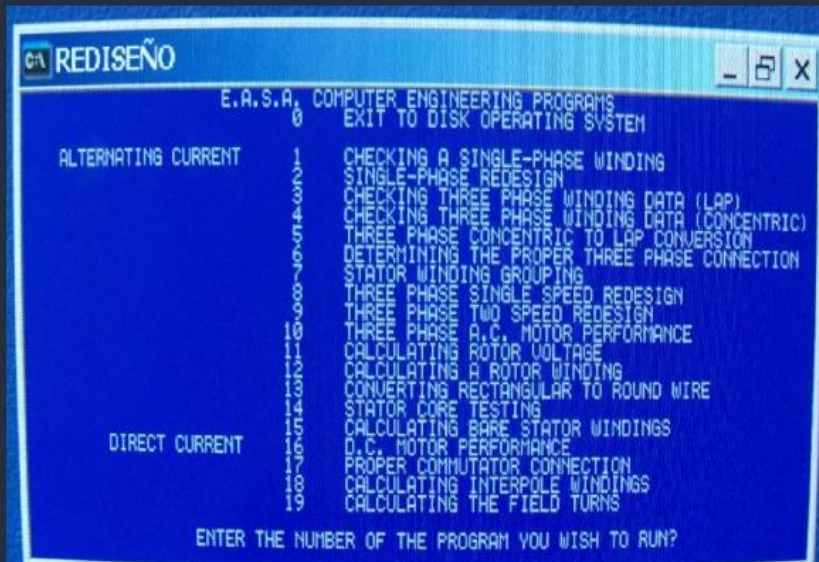 C:\ REDISEÑO
E.A.S.A. COMPUTER ENGINEERING PROGRAMS
0 EXIT TO DISK OPERATING SYSTEM
ALTERNATING CURRENT 1 CHECKING A SINGLE-PHASE WINDING
2 SINGLE-PHASE REDESIGN
3 CHECKING THREE PHASE WINDING DATA (LAP)
4 CHECKING THREE PHASE WINDING DATA (CONCENTRIC)
5 THREE PHASE CONCENTRIC TO LAP CONVERSION
6 DETERMINING THE PROPER THREE PHASE CONNECTION
7 STATOR WINDING GROUPING
8 THREE PHASE SINGLE SPEED REDESIGN
9 THREE PHASE TWO SPEED REDESIGN
10 THREE PHASE A.C. MOTOR PERFORMANCE
11 CALCULATING ROTOR VOLTAGE
12 CALCULATING A ROTOR WINDING
13 CONVERTING RECTANGULAR TO ROUND WIRE
14 STATOR CORE TESTING
15 CALCULATING BARE STATOR WINDINGS
DIRECT CURRENT 16 D.C. MOTOR PERFORMANCE
17 PROPER COMMUTATOR CONNECTION
18 CALCULATING INTERPOLE WINDINGS
19 CALCULATING THE FIELD TURNS
ENTER THE NUMBER OF THE PROGRAM YOU WISH TO RUN?